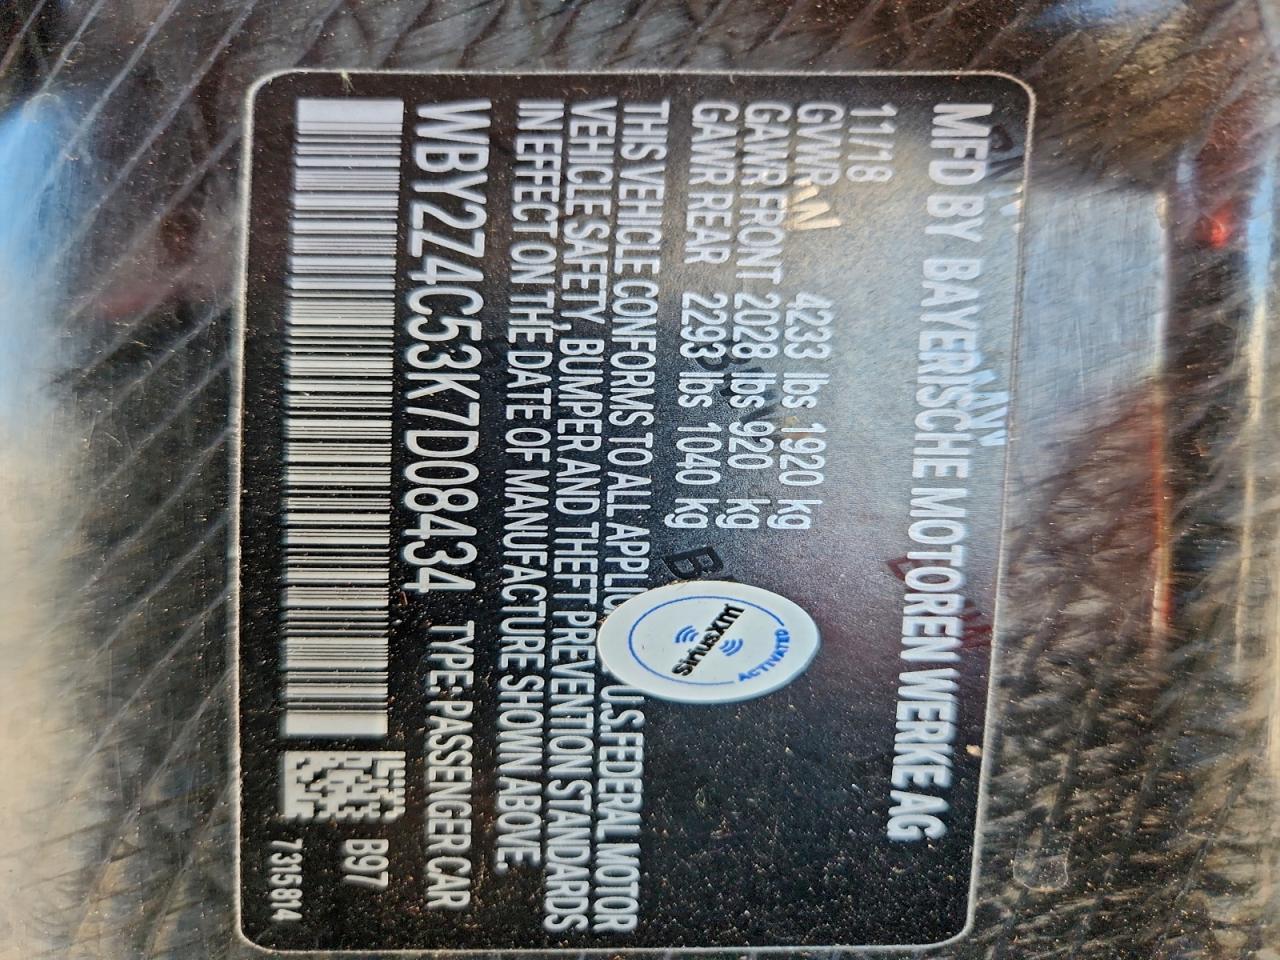 MFD BY BAYERISCHE MOTOREN WERKE AG
11/18
GVWR 4233 lbs 1920 kg
GAWR FRONT 2028 lbs 920 kg
GAWR REAR 2293 lbs 1040 kg
THIS VEHICLE CONFORMS TO ALL U.S.FEDERAL MOTOR
VEHICLE SAFETY, BUMPER AND THEFT PREVENTION STANDARDS
IN EFFECT ON THE DATE OF MANUFACTURE SHOWN ABOVE.
WBY2Z4C53K7D08434 TYPE: PASSENGER CAR
B97
7315814
SiriusXM
ACTIVATED